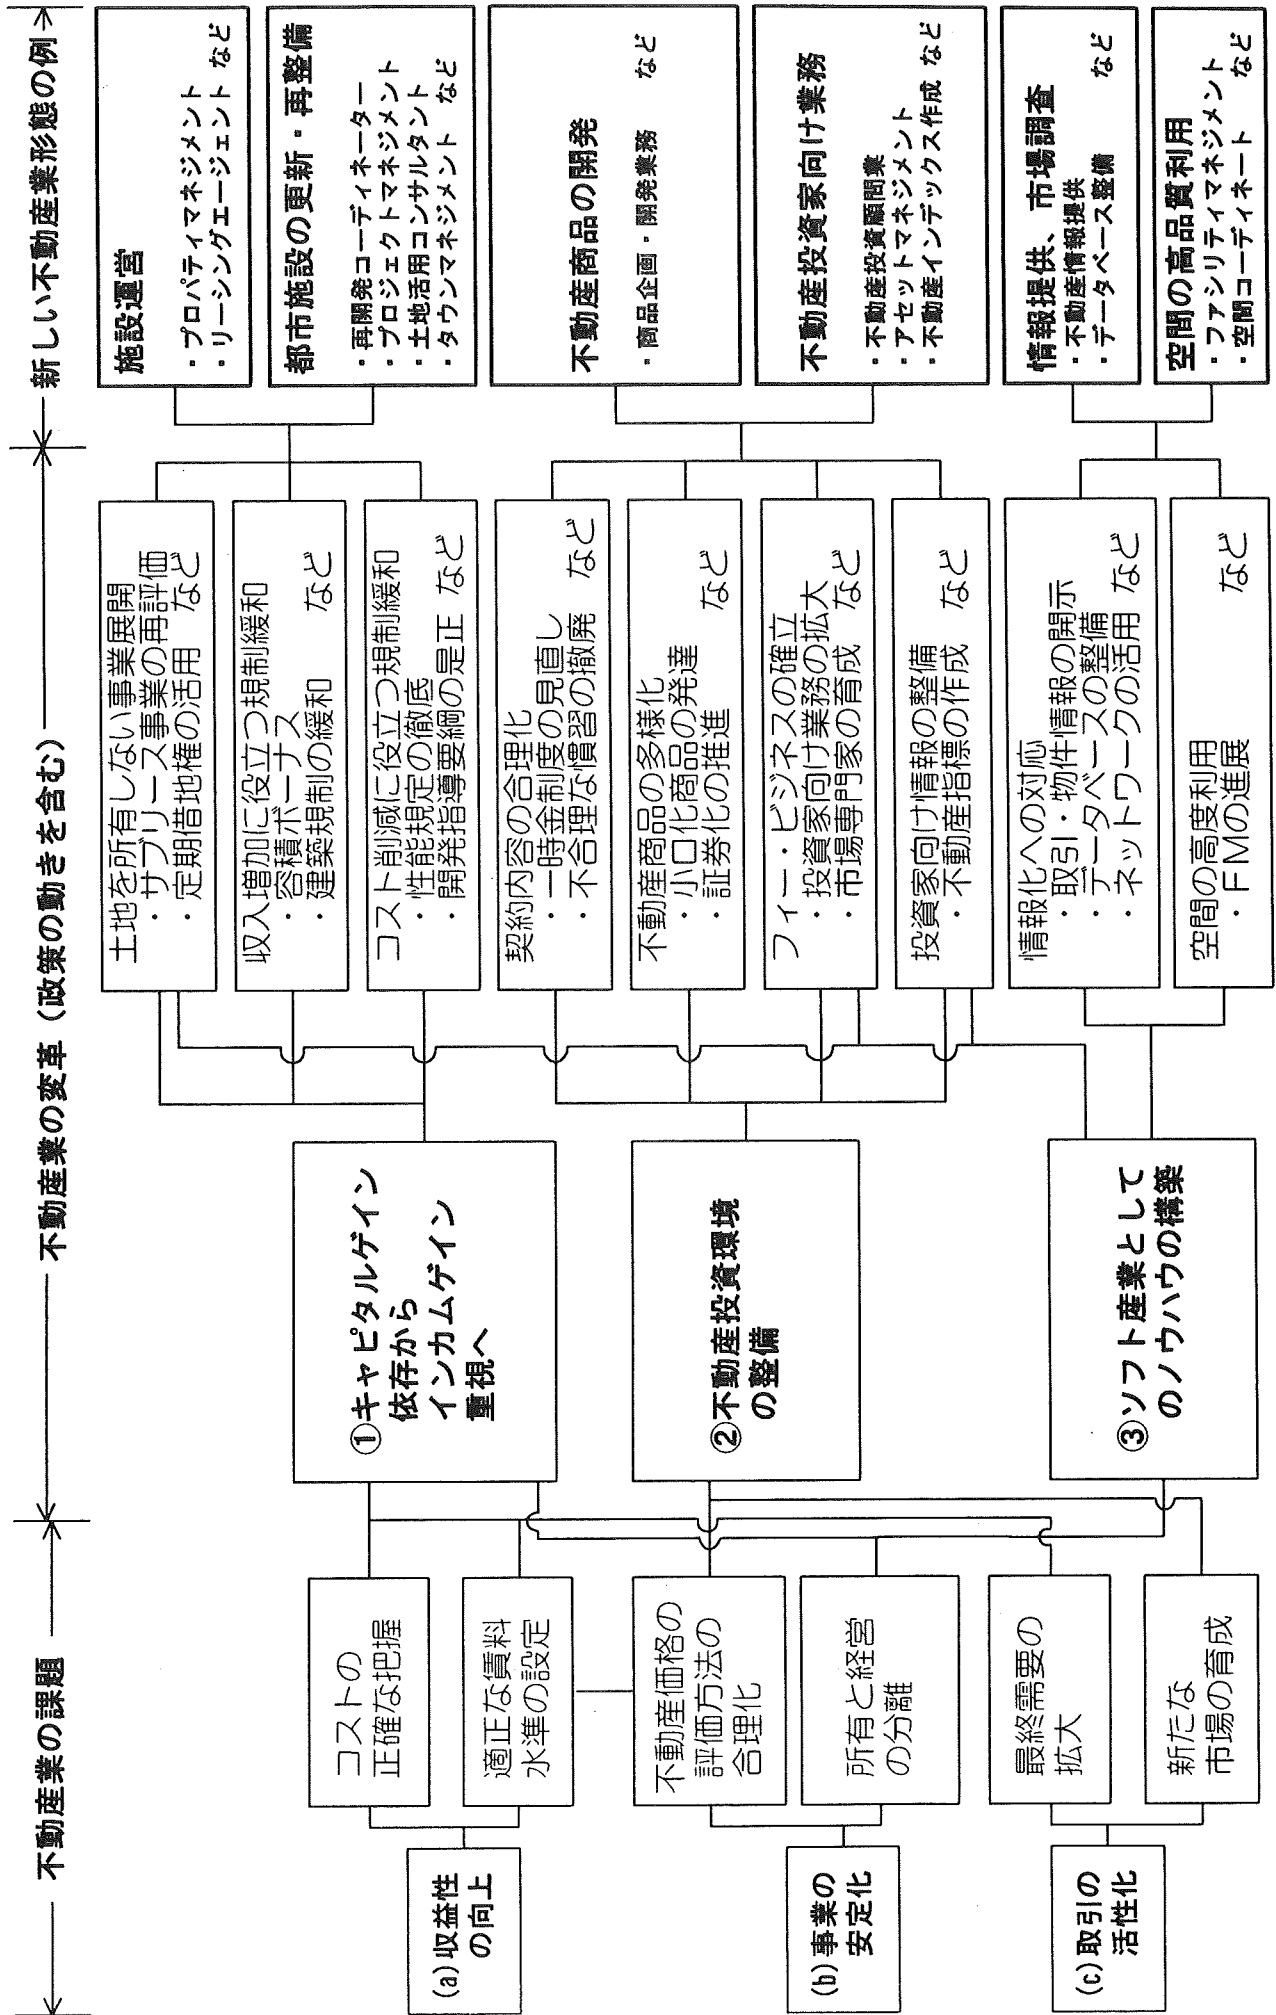 不動産業の課題
不動産業の変革（政策の動きを含む）
新しい不動産業形態の例
(a)収益性
の向上
(b)事業の
安定化
(c)取引の
活性化
コストの
正確な把握
適正な賃料
水準の設定
不動産価格の
評価方法の
合理化
所有と経営
の分離
最終需要の
拡大
新たな
市場の育成
①キャピタルゲイン
依存から
インカムゲイン
重視へ
②不動産投資環境
の整備
③ソフト産業として
のノウハウの構築
土地を所有しない事業展開
・サブリース事業の再評価
・定期借地権の活用　など
収入増加に役立つ規制緩和
・容積ボーナス
・建築規制の緩和　など
コスト削減に役立つ規制緩和
・性能規定の徹底
・開発指導要綱の是正 など
契約内容の合理化
・一時金制度の見直し
・不合理な慣習の撤廃　など
不動産商品の多様化
・小口化商品の発達
・証券化の推進　など
フィー・ビジネスの確立
・投資家向け業務の拡大
・市場専門家の育成　など
投資家向け情報の整備
・不動産指標の作成　など
情報化への対応
・取引・物件情報の開示
・データベースの整備
・ネットワークの活用 など
空間の高度利用
・ＦＭの進展　など
施設運営
・プロパティマネジメント
・リーシングエージェント など
都市施設の更新・再整備
・再開発コーディネーター
・プロジェクトマネジメント
・土地活用コンサルタント
・タウンマネジメント など
不動産商品の開発
・商品企画・開発業務　など
不動産投資家向け業務
・不動産投資顧問業
・アセットマネジメント
・不動産インデックス作成 など
情報提供、市場調査
・不動産情報提供
・データベース整備　など
空間の高品質利用
・ファシリティマネジメント
・空間コーディネート　など